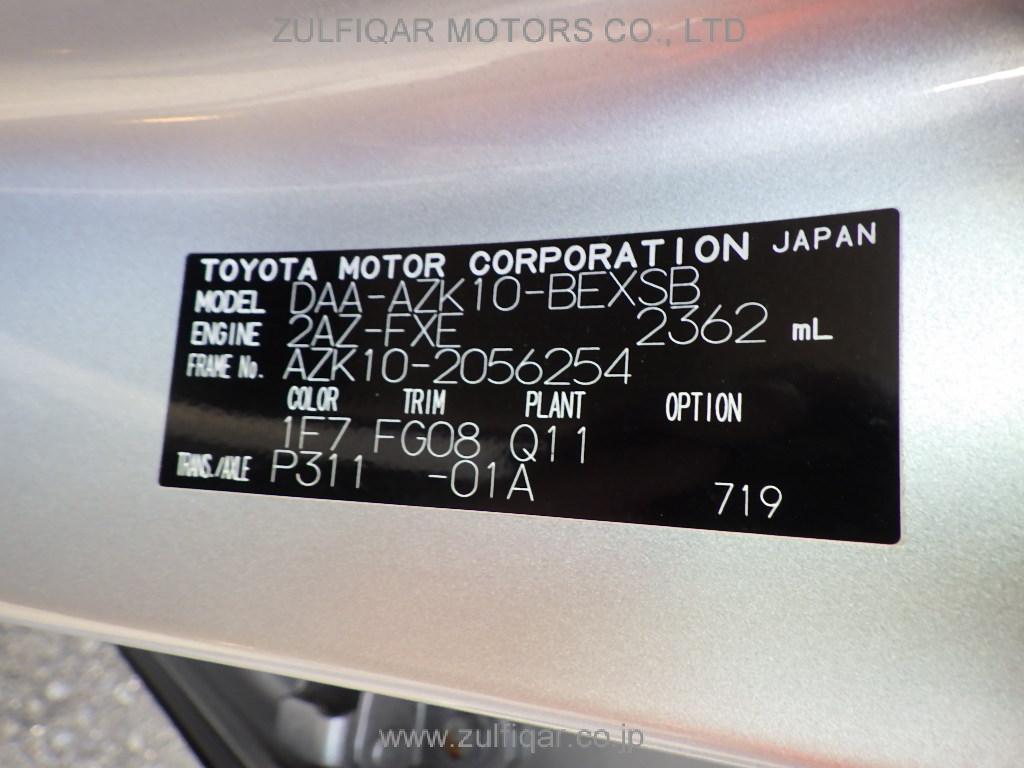 ZULFIQAR MOTORS CO., LTD
TOYOTA MOTOR CORPORATION JAPAN
MODEL DAA-AZK10-BEXSB
ENGINE 2AZ-FXE 2362 mL
FRAME No. AZK10-2056254
COLOR TRIM PLANT OPTION
1F7 FG08 Q11
TRANS./AXLE P311 -01A 719
www.zulfiqar.co.jp